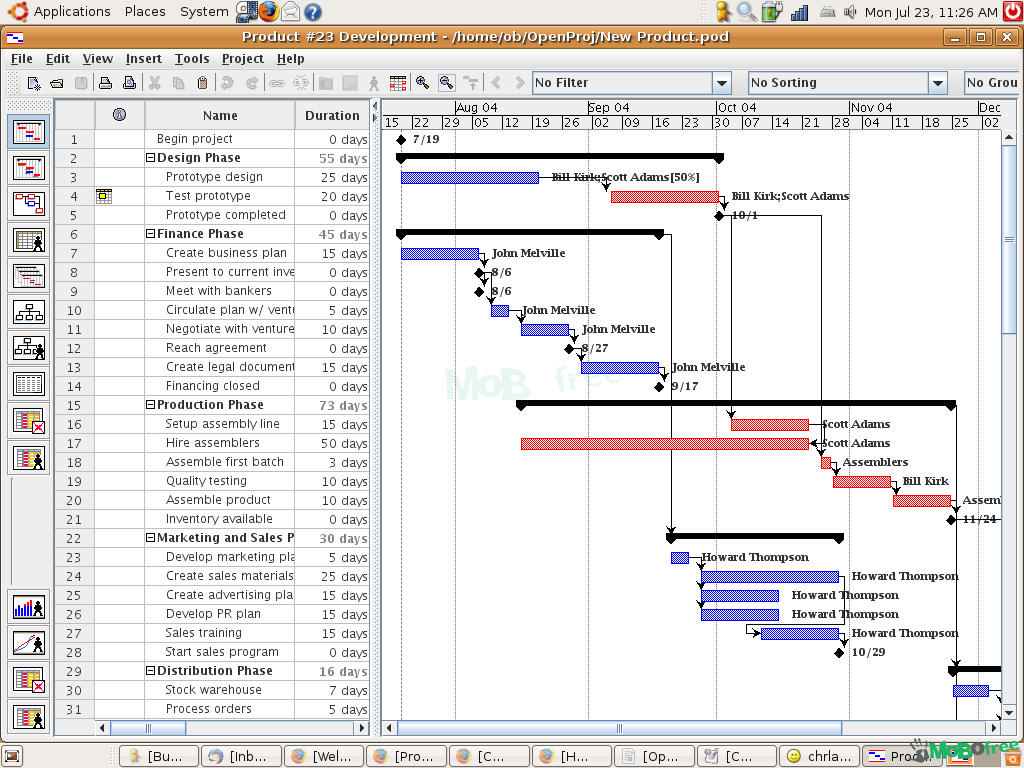 Applications Places System Mon Jul 23, 11:26 AM
Product #23 Development - /home/ob/OpenProj/New Product.pod
File Edit View Insert Tools Project Help
No Filter No Sorting No Grou
Name Duration
Aug 04 Sep 04 Oct 04 Nov 04 Dec
15 22 29 05 12 19 26 02 09 16 23 30 07 14 21 28 04 11 18 25 02
1 Begin project 0 days 7/19
2 Design Phase 55 days
3 Prototype design 25 days Bill Kirk;Scott Adams[50%]
4 Test prototype 20 days Bill Kirk;Scott Adams
5 Prototype completed 0 days 10/1
6 Finance Phase 45 days
7 Create business plan 15 days John Melville
8 Present to current inve 0 days 8/6
9 Meet with bankers 0 days 8/6
10 Circulate plan w/ vent 5 days John Melville
11 Negotiate with venture 10 days John Melville
12 Reach agreement 0 days 8/27
13 Create legal document 15 days John Melville
14 Financing closed 0 days 9/17
MoB free
15 Production Phase 73 days
16 Setup assembly line 15 days Scott Adams
17 Hire assemblers 50 days Scott Adams
18 Assemble first batch 3 days Assemblers
19 Quality testing 10 days Bill Kirk
20 Assemble product 10 days Assem
21 Inventory available 0 days 11/24
22 Marketing and Sales P 30 days
23 Develop marketing pla 5 days Howard Thompson
24 Create sales materials 25 days Howard Thompson
25 Create advertising pla 15 days Howard Thompson
26 Develop PR plan 15 days Howard Thompson
27 Sales training 15 days Howard Thompson
28 Start sales program 0 days 10/29
29 Distribution Phase 16 days
30 Stock warehouse 7 days
31 Process orders 5 days
[Bu... [Inb... [Wel... [Pro... [C... [H... [Op... [C... chrla... Prod
MoBOfree